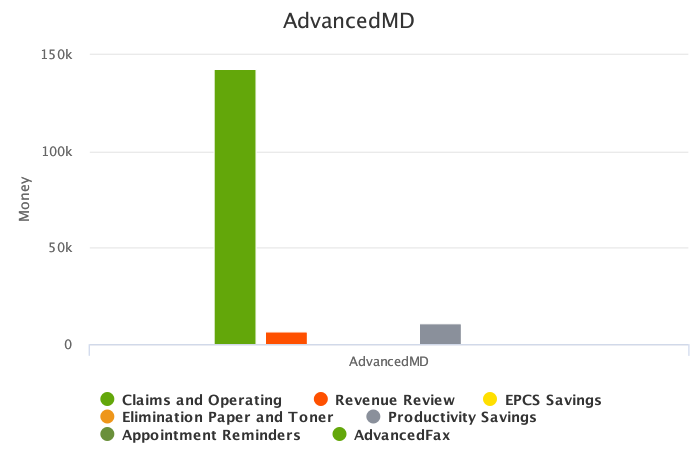 AdvancedMD
150k
100k
50k
0
Money
AdvancedMD
Claims and Operating Revenue Review EPCS Savings
Elimination Paper and Toner Productivity Savings
Appointment Reminders AdvancedFax